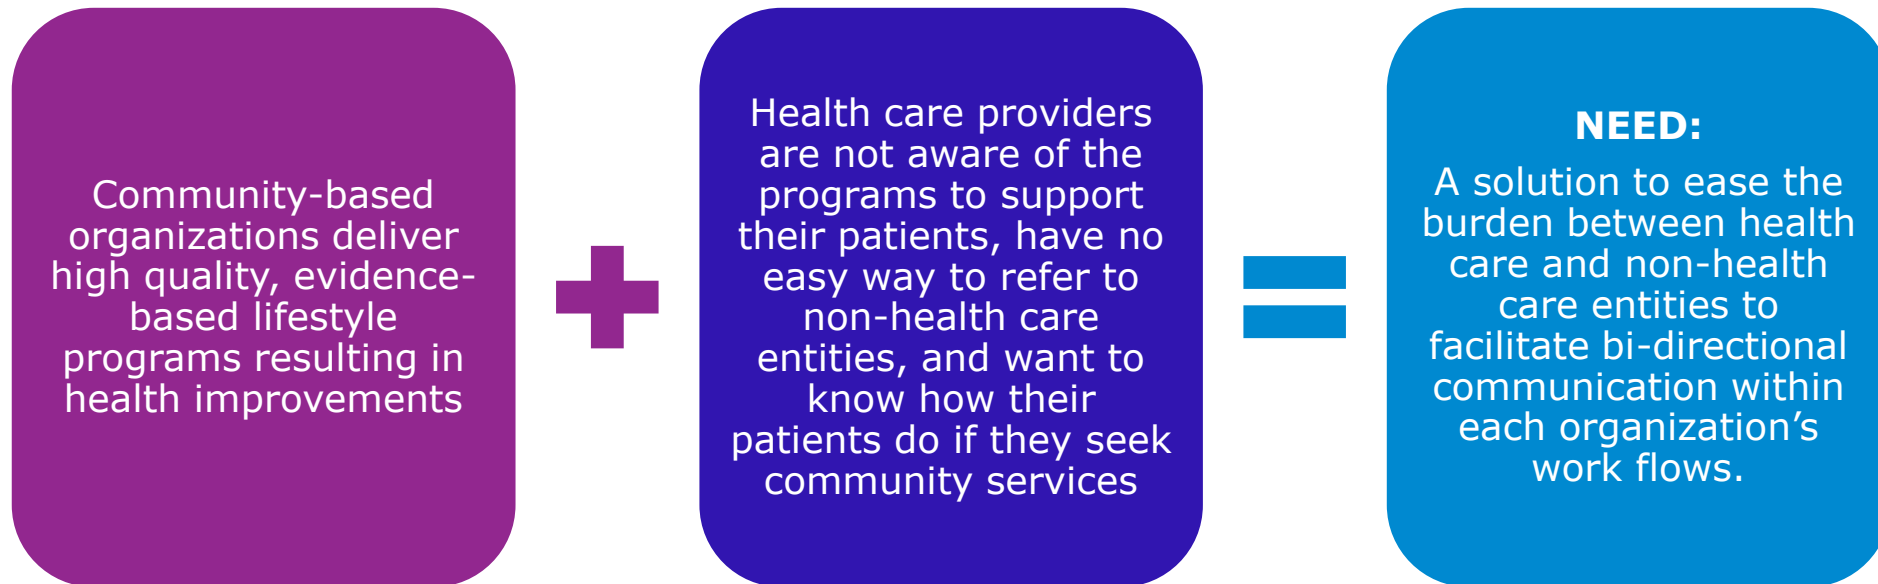 Community-based
organizations deliver
high quality, evidence-
based lifestyle
programs resulting in
health improvements
Health care providers
are not aware of the
programs to support
their patients, have no
easy way to refer to
non-health care
entities, and want to
know how their
patients do if they seek
community services
NEED:
A solution to ease the
burden between health
care and non-health
care entities to
facilitate bi-directional
communication within
each organization’s
work flows.